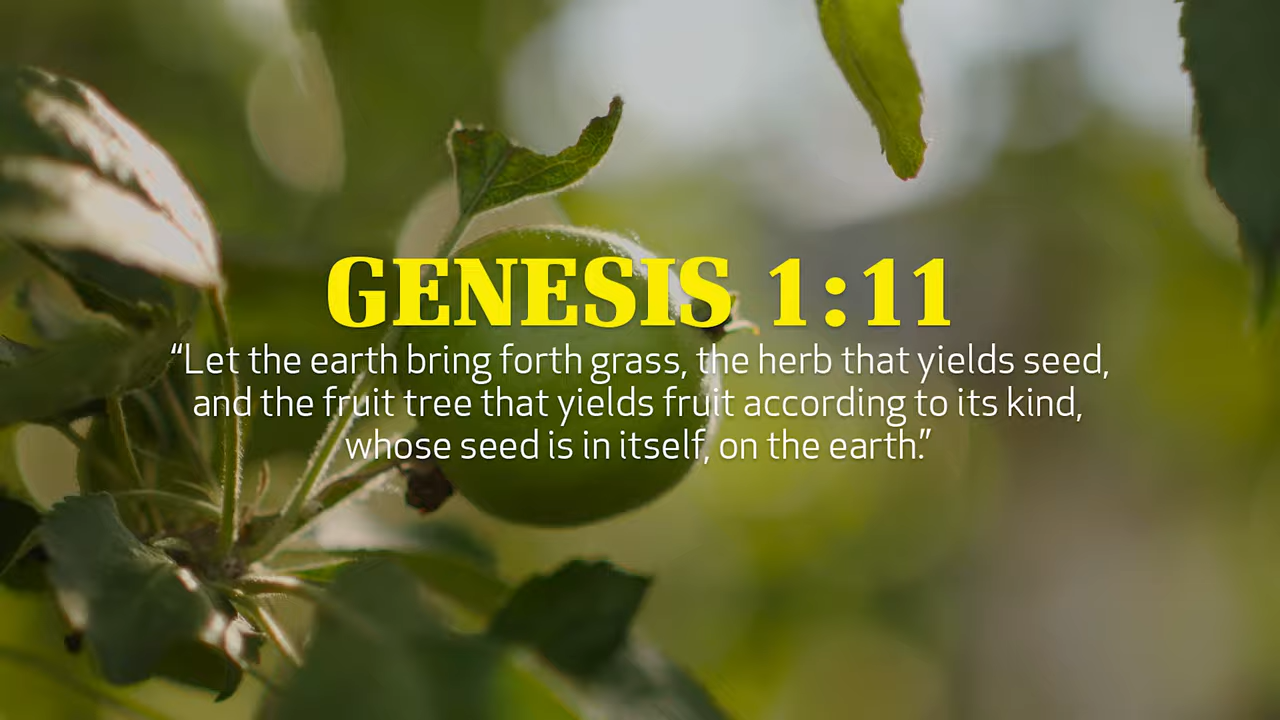 GENESIS 1:11
“Let the earth bring forth grass, the herb that yields seed,
and the fruit tree that yields fruit according to its kind,
whose seed is in itself, on the earth.”